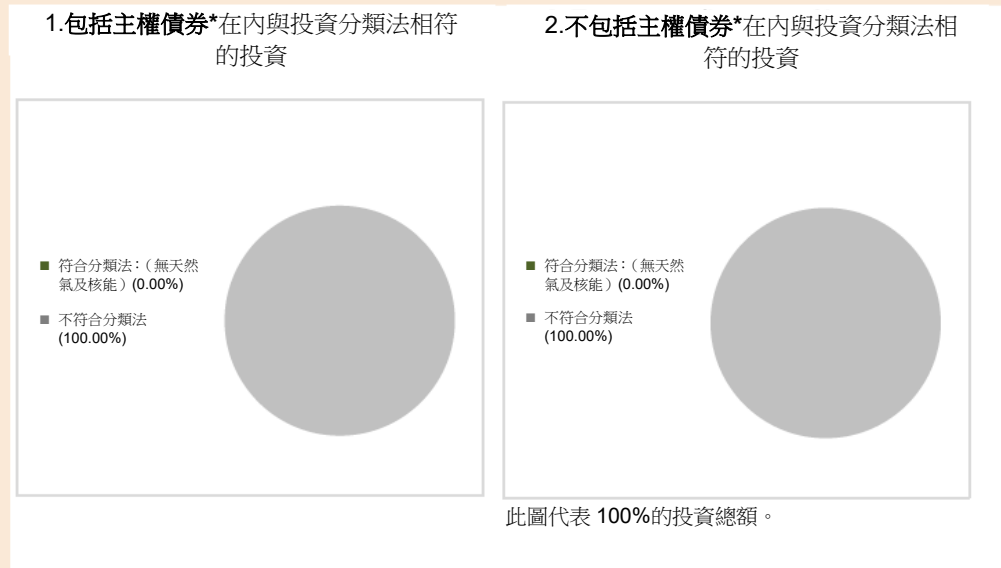 1.包括主權債券*在內與投資分類法相符
的投資
符合分類法：（無天然
氣及核能）(0.00%)
不符合分類法
(100.00%)
2.不包括主權債券*在內與投資分類法相
符的投資
符合分類法：（無天然
氣及核能）(0.00%)
不符合分類法
(100.00%)
此圖代表 100%的投資總額。